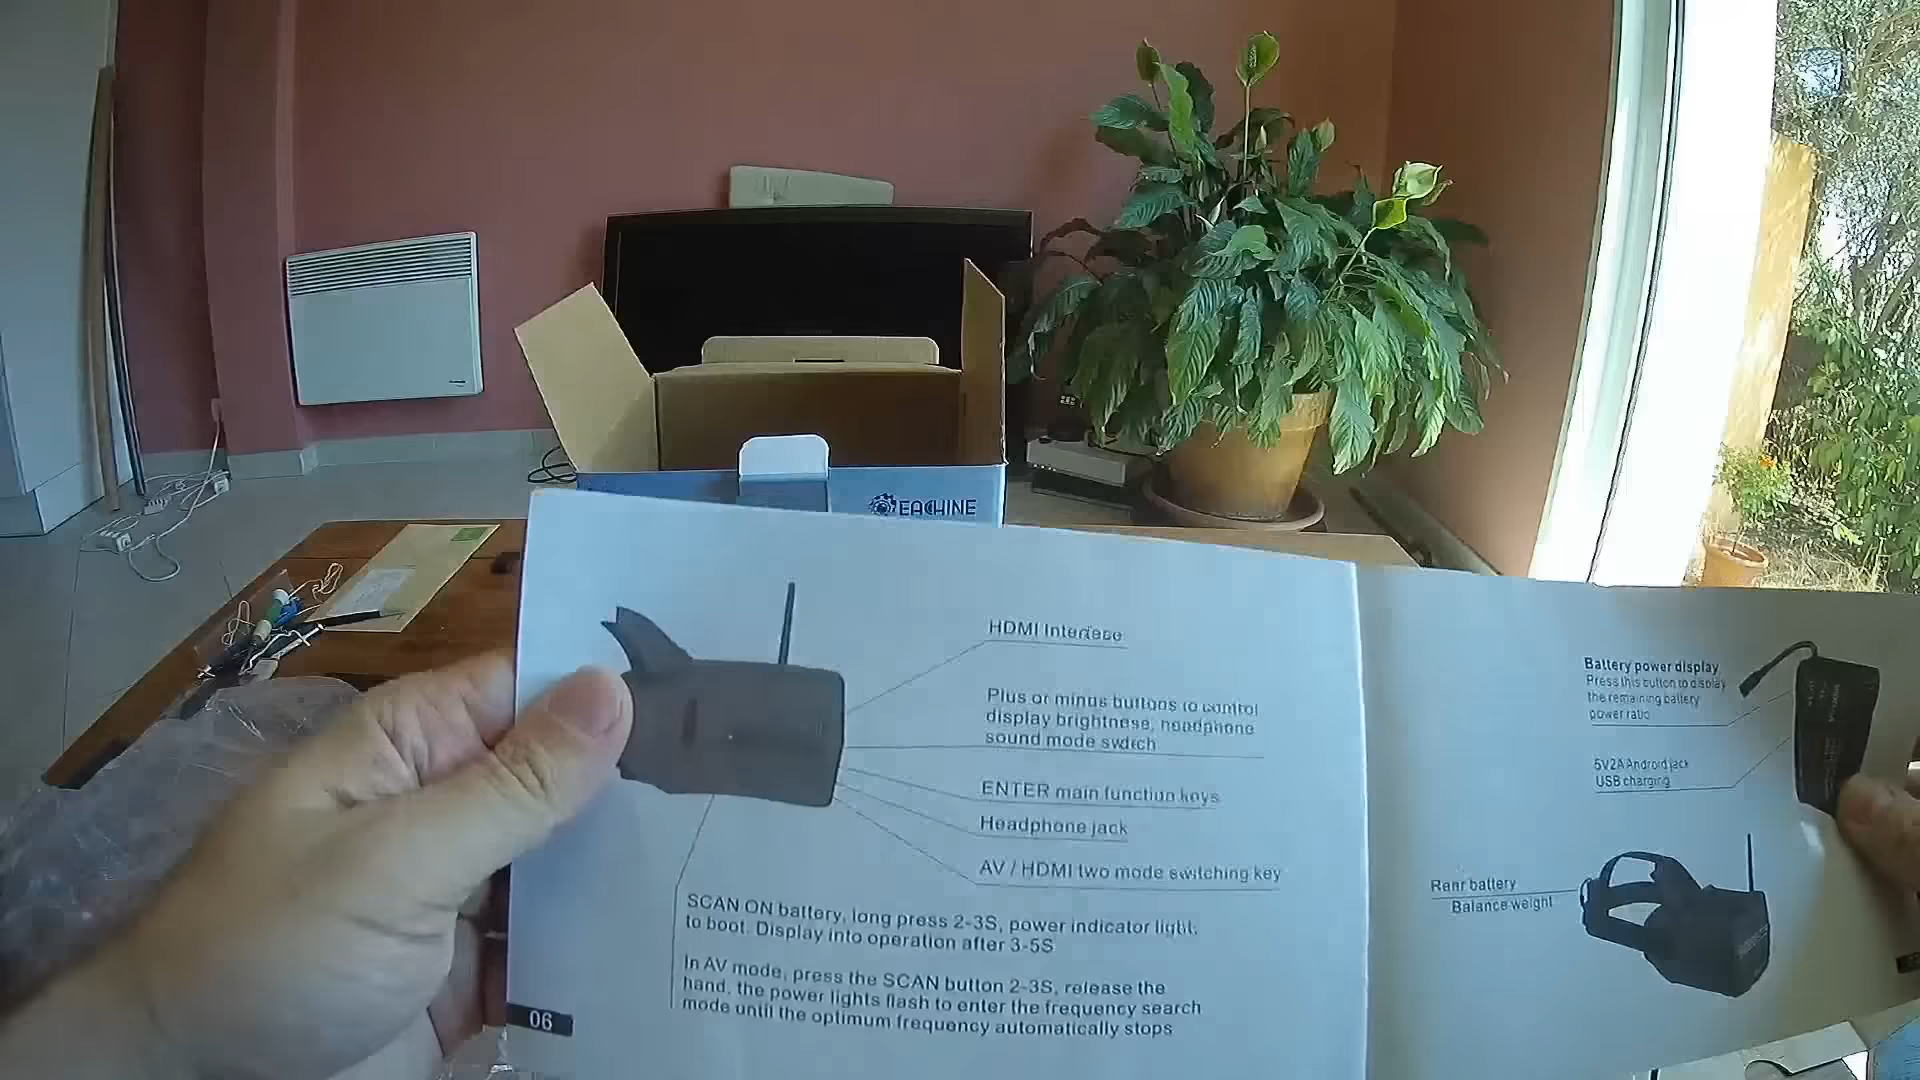 EACHINE
HDMI Interfese
Plus or minus buttons to control
display brightness, headphone
sound mode switch
ENTER main function keys
Headphone jack
AV / HDMI two mode switching key
SCAN ON battery, long press 2-3S, power indicator light,
to boot. Display into operation after 3-5S
In AV mode, press the SCAN button 2-3S, release the
hand, the power lights flash to enter the frequency search
mode until the optimum frequency automatically stops
06
Battery power display
Press this button to display
the remaining battery
power ratio
5V2A Android jack
USB charging
Rear battery
Balance weight